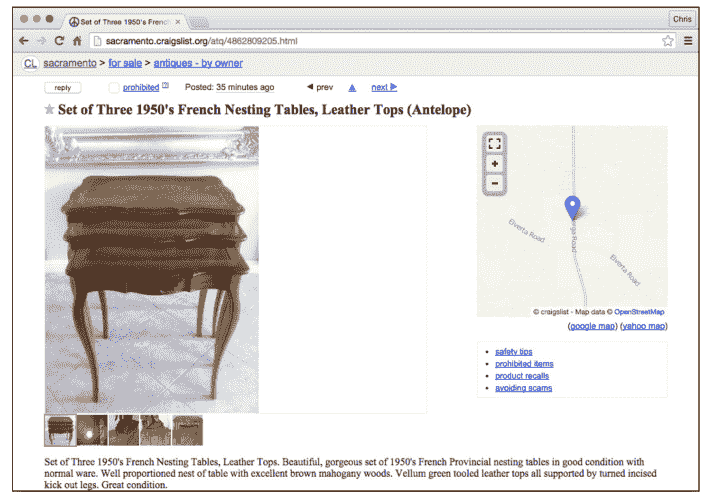 Set of Three 1950's French
Chris
sacramento.craigslist.org/atq/4862809205.html
CL sacramento > for sale > antiques - by owner
reply prohibited [?] Posted: 35 minutes ago ◀ prev ▲ next ▶
★ Set of Three 1950's French Nesting Tables, Leather Tops (Antelope)
+
−
Elverta Road
Elverta Road
© craigslist - Map data © OpenStreetMap
(google map) (yahoo map)
• safety tips
• prohibited items
• product recalls
• avoiding scams
Set of Three 1950's French Nesting Tables, Leather Tops. Beautiful, gorgeous set of 1950's French Provincial nesting tables in good condition with
normal ware. Well proportioned nest of table with excellent brown mahogany woods. Vellum green tooled leather tops all supported by turned incised
kick out legs. Great condition.